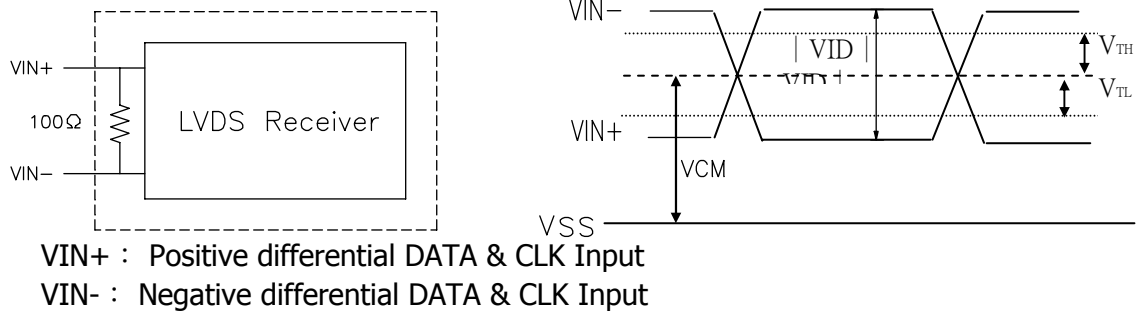 VIN+
100Ω
VIN-
LVDS Receiver
VIN-
| VID |
VTH
VTL
VIN+
VCM
VSS
VIN+ : Positive differential DATA & CLK Input
VIN- : Negative differential DATA & CLK Input